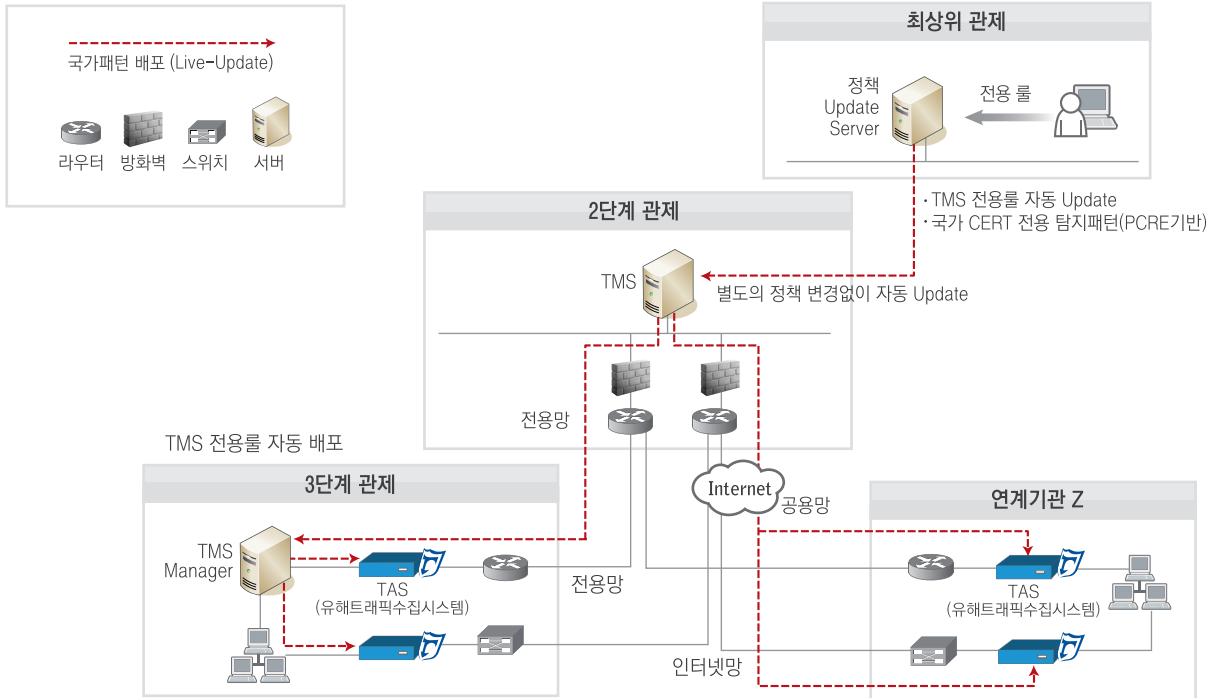 국가패턴 배포 (Live-Update)
라우터
방화벽
스위치
서버
최상위 관제
정책
Update
Server
전용 룰
· TMS 전용룰 자동 Update
· 국가 CERT 전용 탐지패턴(PCRE기반)
2단계 관제
TMS
별도의 정책 변경없이 자동 Update
전용망
TMS 전용룰 자동 배포
3단계 관제
TMS
Manager
TAS
(유해트래픽수집시스템)
전용망
Internet
공용망
인터넷망
연계기관 Z
TAS
(유해트래픽수집시스템)